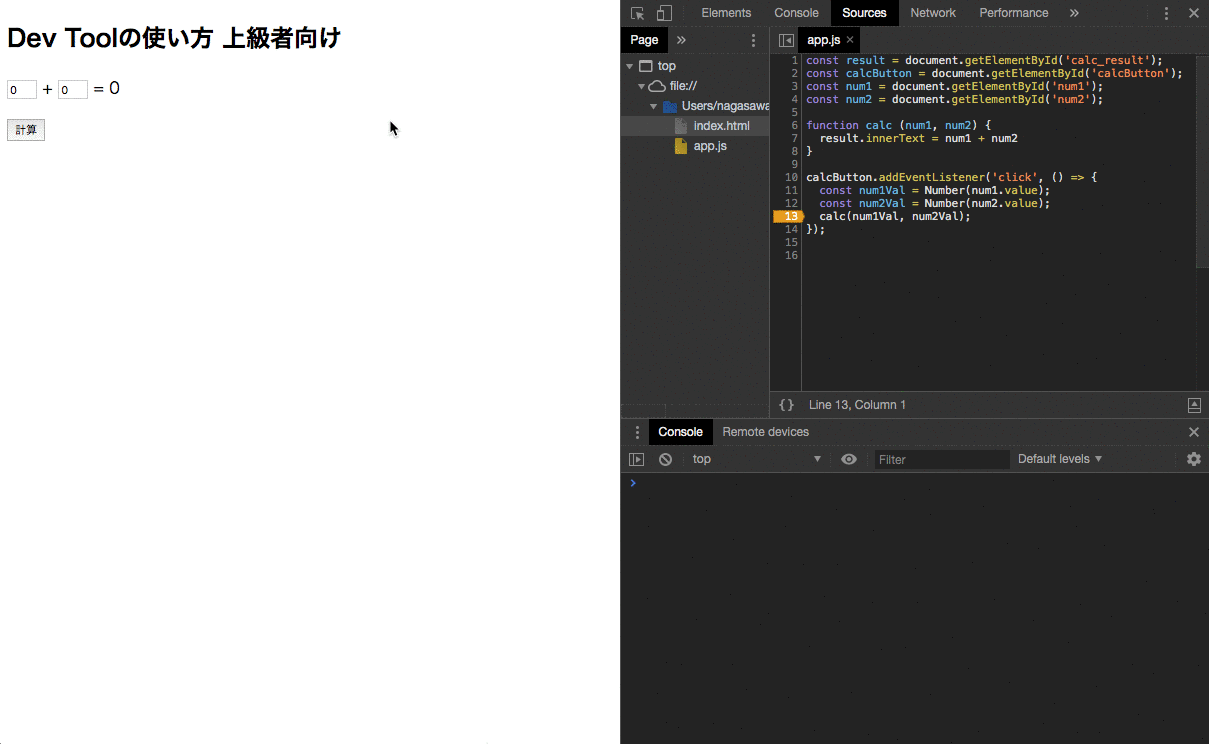 Dev Toolの使い方 上級者向け
0 + 0 = 0
計算
Elements Console Sources Network Performance »
Page »
top
file://
Users/nagasawa
index.html
app.js
app.js ×
1 const result = document.getElementById('calc_result');
2 const calcButton = document.getElementById('calcButton');
3 const num1 = document.getElementById('num1');
4 const num2 = document.getElementById('num2');
5
6 function calc (num1, num2) {
7   result.innerText = num1 + num2
8 }
9
10 calcButton.addEventListener('click', () => {
11   const num1Val = Number(num1.value);
12   const num2Val = Number(num2.value);
13   calc(num1Val, num2Val);
14 });
15
16
{} Line 13, Column 1
Console Remote devices
top Filter Default levels